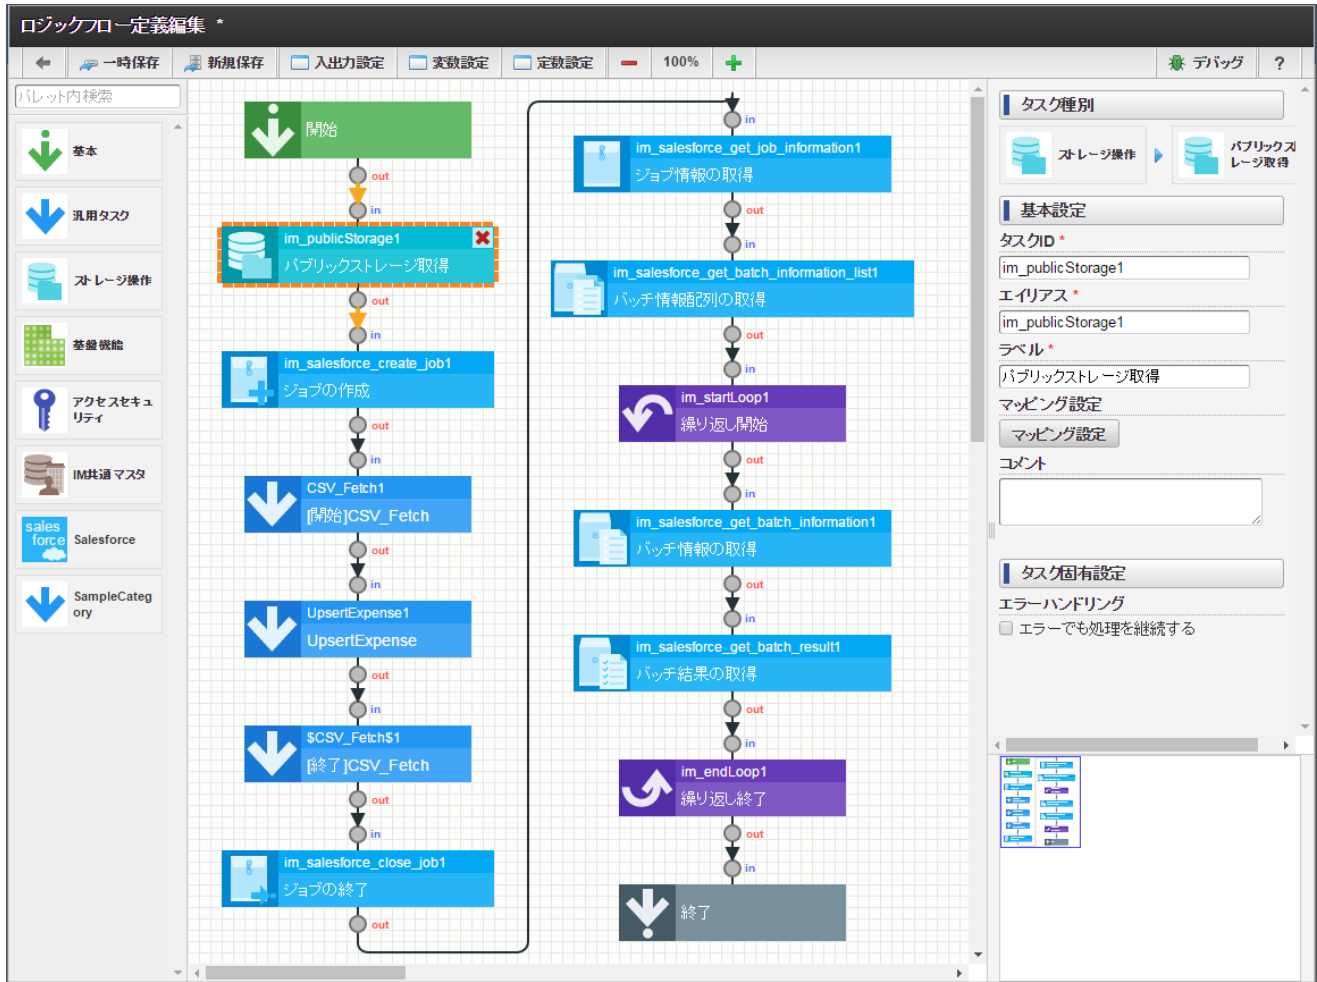 ロジックフロー定義編集 *
一時保存
新規保存
入出力設定
変数設定
定数設定
100%
デバッグ
?
パレット内検索
基本
汎用タスク
ストレージ操作
基盤機能
アクセスセキュ
リティ
IM共通マスタ
sales
force
Salesforce
SampleCateg
ory
開始
out
in
im_publicStorage1
パブリックストレージ取得
out
in
im_salesforce_create_job1
ジョブの作成
out
in
CSV_Fetch1
[開始]CSV_Fetch
out
in
UpsertExpense1
UpsertExpense
out
in
$CSV_Fetch$1
[終了]CSV_Fetch
out
in
im_salesforce_close_job1
ジョブの終了
out
in
im_salesforce_get_job_information1
ジョブ情報の取得
out
in
im_salesforce_get_batch_information_list1
バッチ情報配列の取得
out
in
im_startLoop1
繰り返し開始
out
in
im_salesforce_get_batch_information1
バッチ情報の取得
out
in
im_salesforce_get_batch_result1
バッチ結果の取得
out
in
im_endLoop1
繰り返し終了
out
in
終了
タスク種別
ストレージ操作
パブリックス
レージ取得
基本設定
タスクID *
im_publicStorage1
エイリアス *
im_publicStorage1
ラベル *
パブリックストレージ取得
マッピング設定
マッピング設定
コメント
タスク固有設定
エラーハンドリング
エラーでも処理を継続する